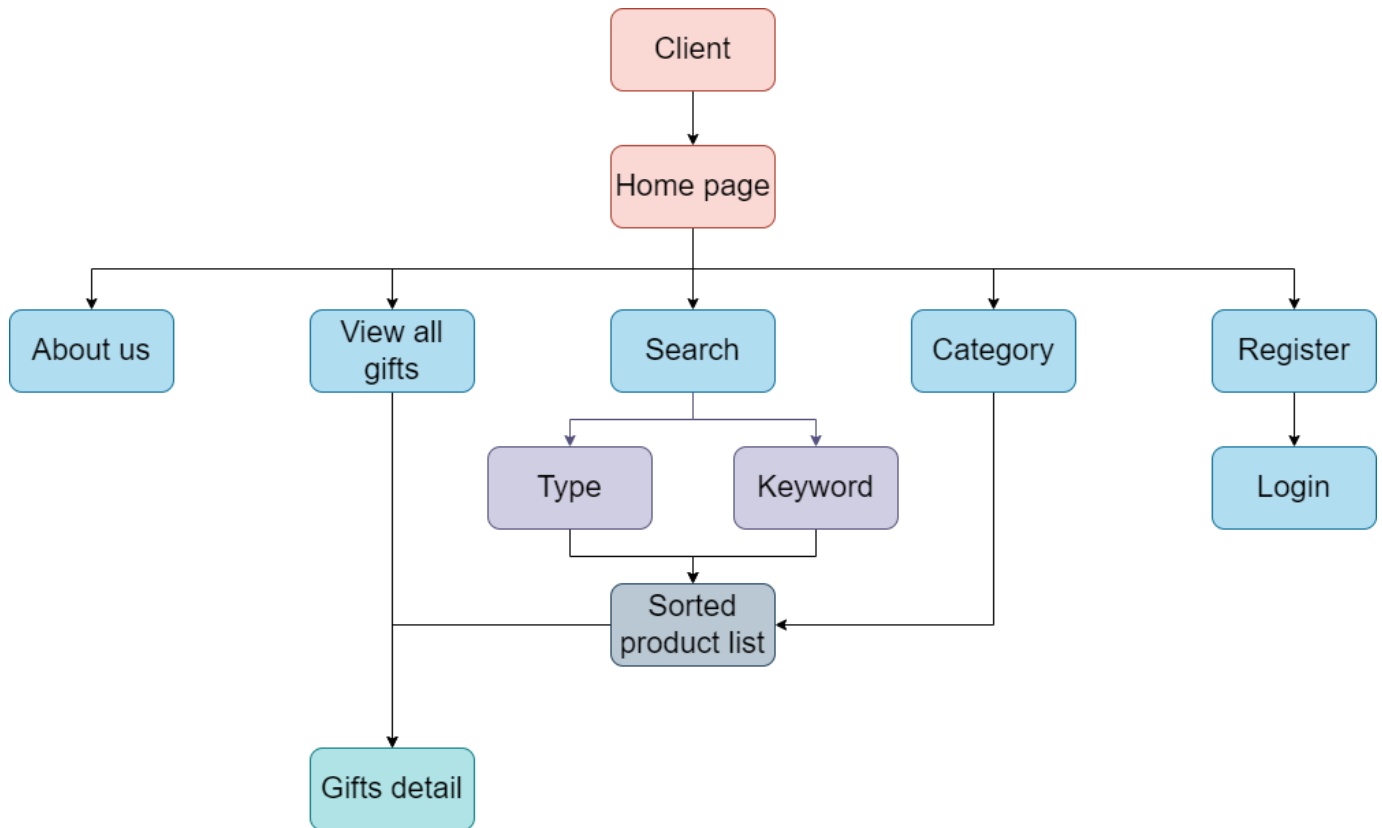 Client
Home page
About us
View all
gifts
Search
Category
Register
Type
Keyword
Login
Sorted
product list
Gifts detail